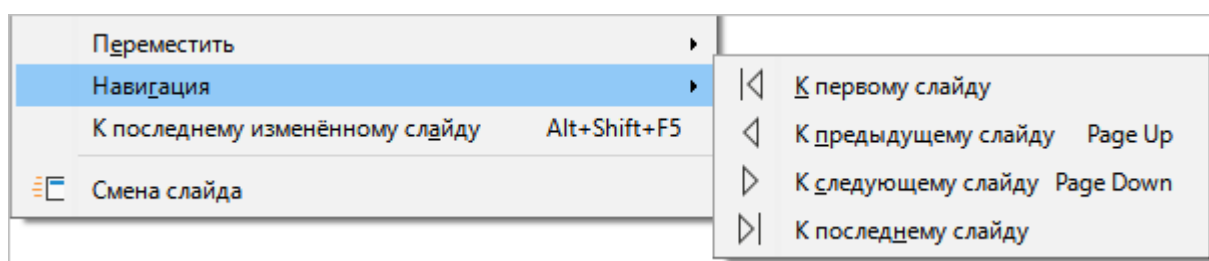 Переместить
Навигация
К последнему изменённому слайду Alt+Shift+F5
Смена слайда
К первому слайду
К предыдущему слайду Page Up
К следующему слайду Page Down
К последнему слайду